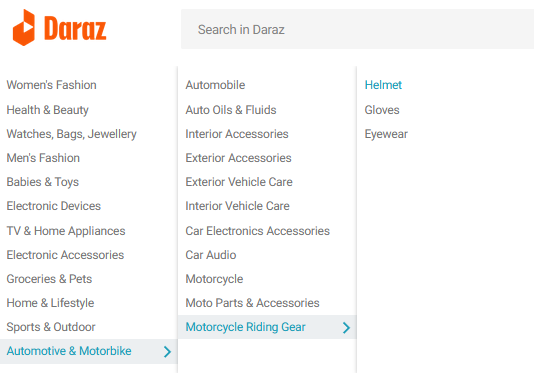 Daraz
Search in Daraz
Women's Fashion
Health & Beauty
Watches, Bags, Jewellery
Men's Fashion
Babies & Toys
Electronic Devices
TV & Home Appliances
Electronic Accessories
Groceries & Pets
Home & Lifestyle
Sports & Outdoor
Automotive & Motorbike
Automobile
Auto Oils & Fluids
Interior Accessories
Exterior Accessories
Exterior Vehicle Care
Interior Vehicle Care
Car Electronics Accessories
Car Audio
Motorcycle
Moto Parts & Accessories
Motorcycle Riding Gear
Helmet
Gloves
Eyewear